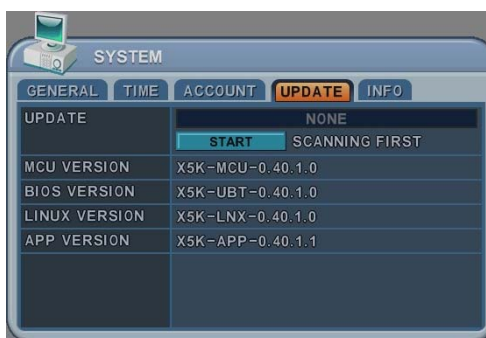 SYSTEM
GENERAL TIME ACCOUNT UPDATE INFO
UPDATE NONE
START SCANNING FIRST
MCU VERSION X5K-MCU-0.40.1.0
BIOS VERSION X5K-UBT-0.40.1.0
LINUX VERSION X5K-LNX-0.40.1.0
APP VERSION X5K-APP-0.40.1.1